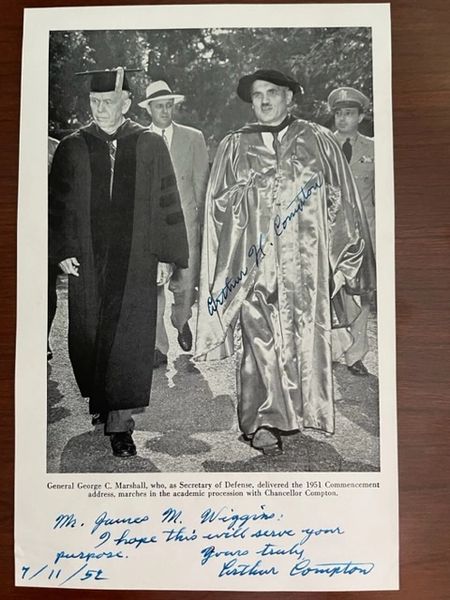 Arthur H. Compton
General George C. Marshall, who, as Secretary of Defense, delivered the 1951 Commencement
address, marches in the academic procession with Chancellor Compton.
Mr. James M. Wiggins:
I hope this will serve your
purpose. Yours truly
7/11/52 Arthur Compton